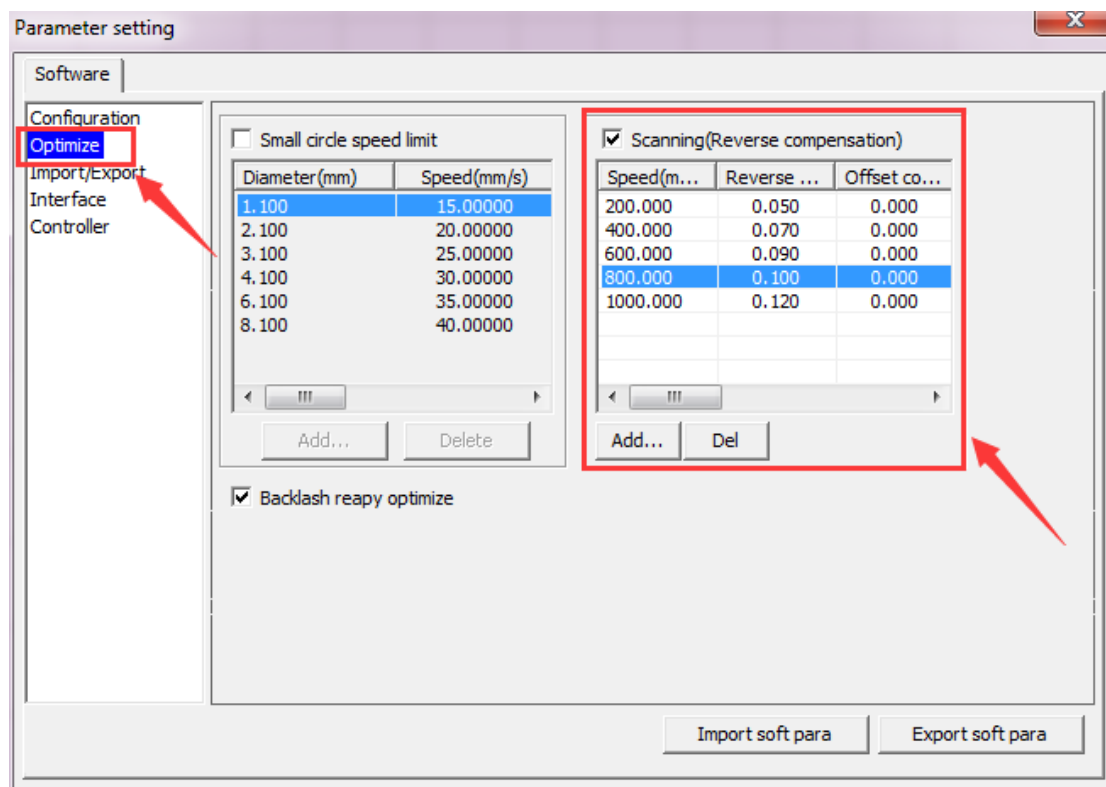 Parameter setting
Software
Configuration
Optimize
Import/Export
Interface
Controller
Small circle speed limit
Diameter(mm) Speed(mm/s)
1.100 15.00000
2.100 20.00000
3.100 25.00000
4.100 30.00000
6.100 35.00000
8.100 40.00000
Add... Delete
Scanning(Reverse compensation)
Speed(m... Reverse ... Offset co...
200.000 0.050 0.000
400.000 0.070 0.000
600.000 0.090 0.000
800.000 0.100 0.000
1000.000 0.120 0.000
Add... Del
Backlash reapy optimize
Import soft para Export soft para